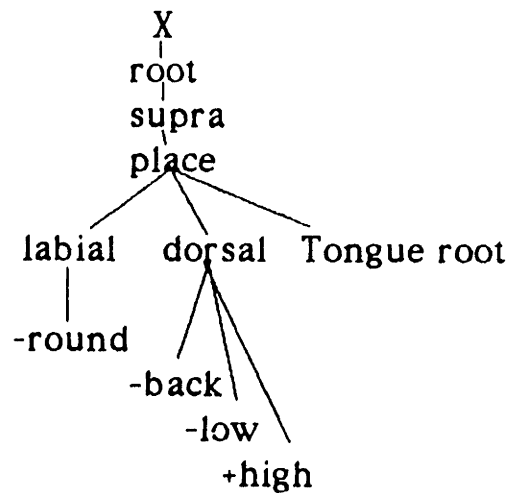 X
root
supra
place
labial dorsal Tongue root
-round
-back
-low
+high